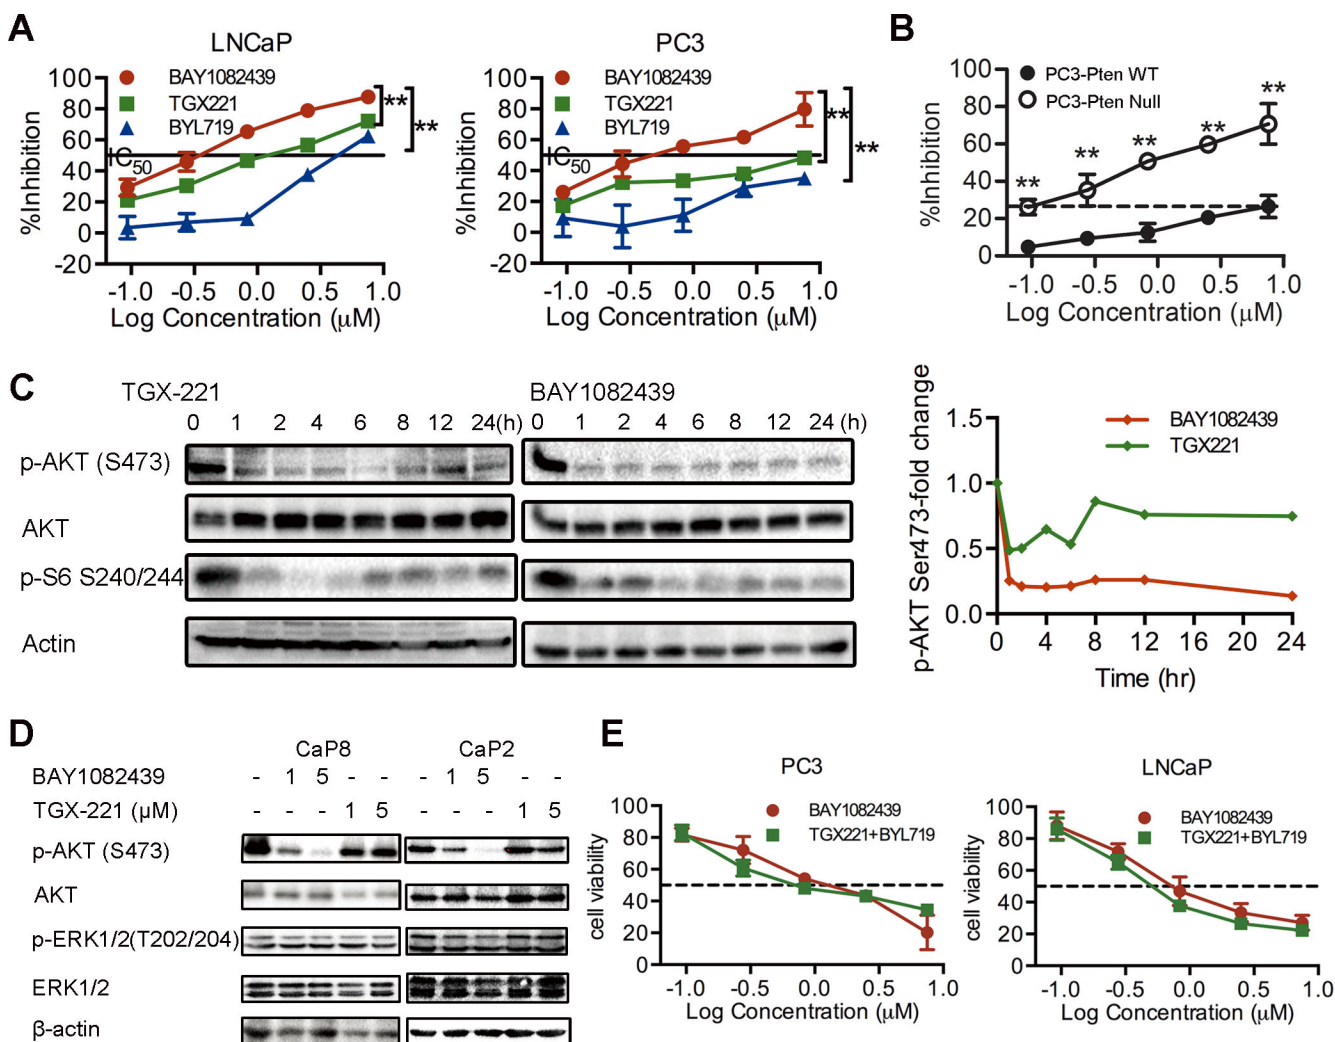 A
LNCaP
BAY1082439
TGX221
BYL719
**
**
IC50
%Inhibition
100
80
60
40
20
0
-20
-1.0 -0.5 0.0 0.5 1.0
Log Concentration (μM)
PC3
BAY1082439
TGX221
BYL719
**
**
IC50
%Inhibition
100
80
60
40
20
0
-20
-1.0 -0.5 0.0 0.5 1.0
Log Concentration (μM)
B
PC3-Pten WT
PC3-Pten Null
** ** ** ** **
%Inhibition
100
80
60
40
20
0
-1.0 -0.5 0.0 0.5 1.0
Log Concentration (μM)
C
TGX-221
0 1 2 4 6 8 12 24(h)
BAY1082439
0 1 2 4 6 8 12 24 (h)
p-AKT (S473)
AKT
p-S6 S240/244
Actin
p-AKT Ser473-fold change
1.5
1.0
0.5
0.0
BAY1082439
TGX221
0 4 8 12 16 20 24
Time (hr)
D
CaP8 CaP2
BAY1082439 - 1 5 - - - 1 5 - -
TGX-221 (μM) - - - 1 5 - - - 1 5
p-AKT (S473)
AKT
p-ERK1/2(T202/204)
ERK1/2
β-actin
E
PC3
BAY1082439
TGX221+BYL719
cell viability
100
80
60
40
20
0
-1.0 -0.5 0.0 0.5 1.0
Log Concentration (μM)
LNCaP
BAY1082439
TGX221+BYL719
cell viability
100
80
60
40
20
0
-1.0 -0.5 0.0 0.5 1.0
Log Concentration (μM)